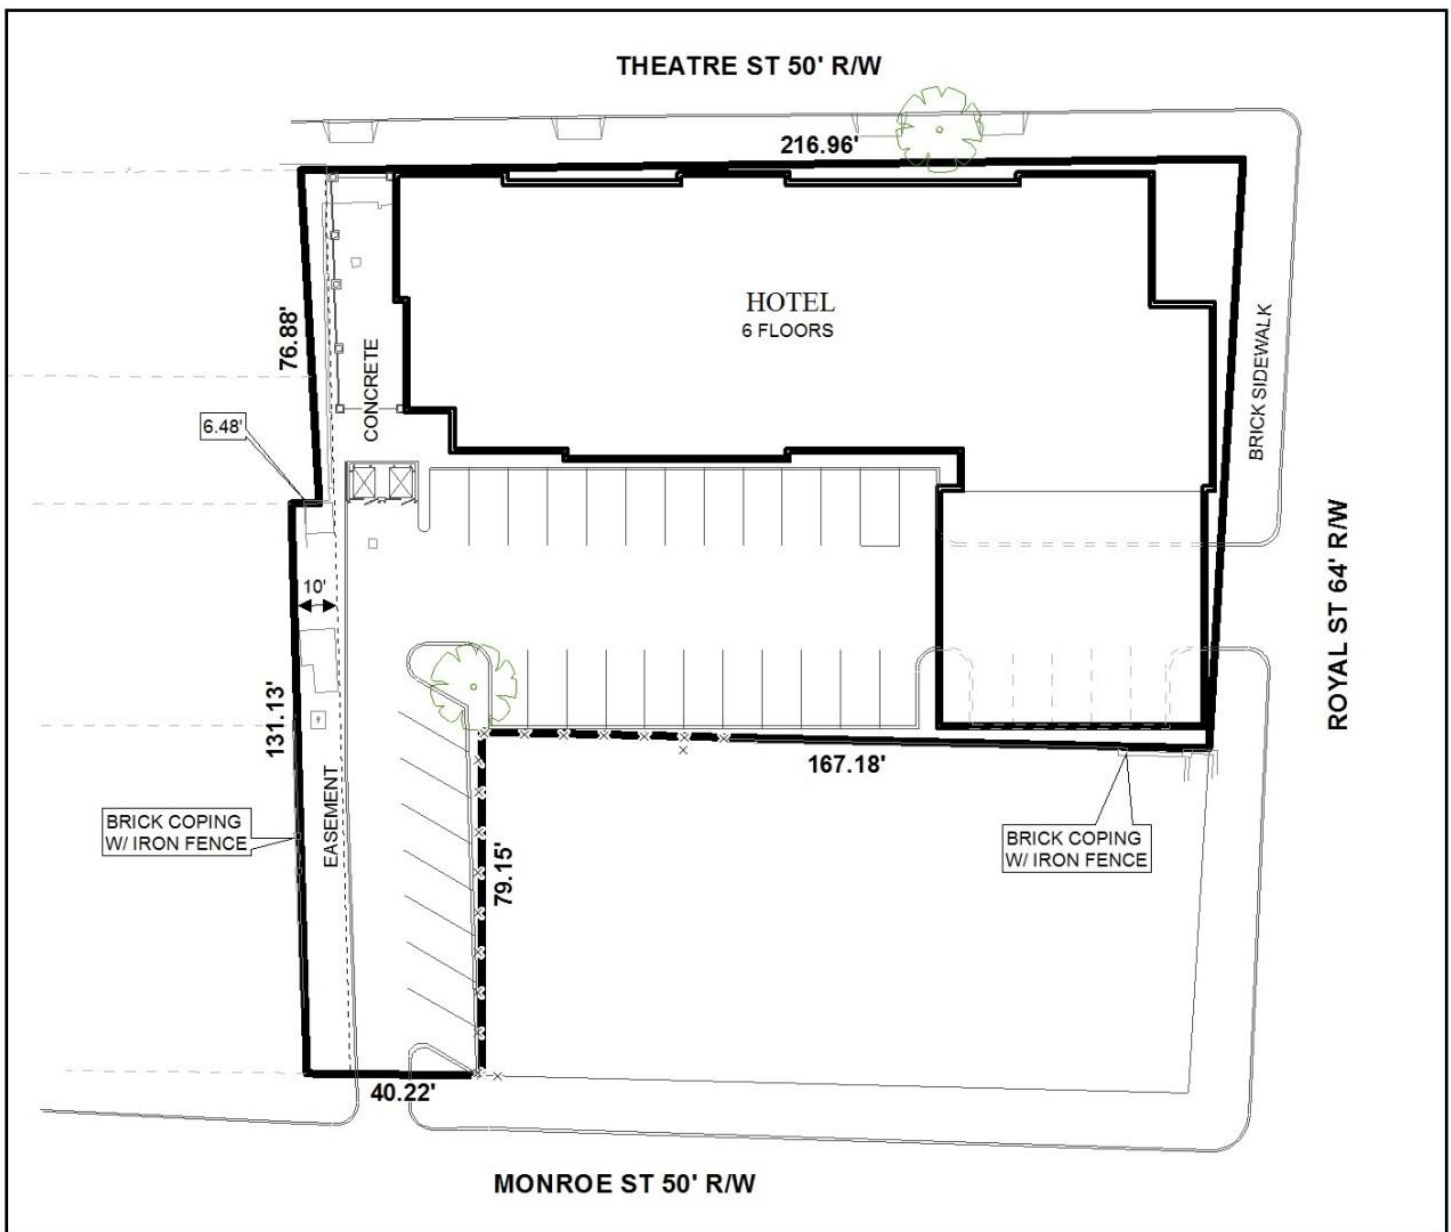 THEATRE ST 50' R/W
216.96'
HOTEL
6 FLOORS
76.88'
CONCRETE
BRICK SIDEWALK
6.48'
ROYAL ST 64' R/W
10'
131.13'
167.18'
EASEMENT
BRICK COPING
W/ IRON FENCE
79.15'
BRICK COPING
W/ IRON FENCE
40.22'
MONROE ST 50' R/W